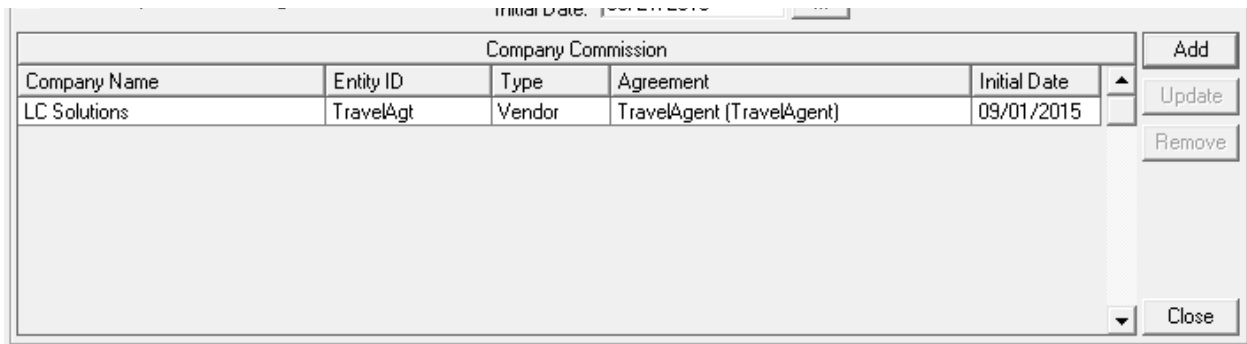 Initial Date:
Company Commission
Add
Company Name Entity ID Type Agreement Initial Date
Update
LC Solutions TravelAgt Vendor TravelAgent (TravelAgent) 09/01/2015
Remove
Close